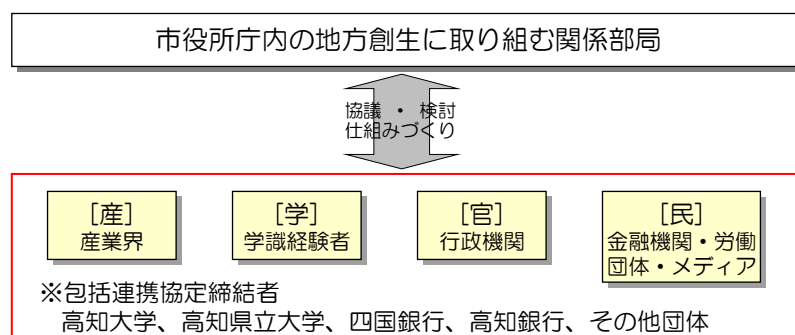 市役所庁内の地方創生に取り組む関係部局
協議 ・ 検討
仕組みづくり
[産]
産業界
[学]
学識経験者
[官]
行政機関
[民]
金融機関・労働
団体・メディア
※包括連携協定締結者
高知大学、高知県立大学、四国銀行、高知銀行、その他団体